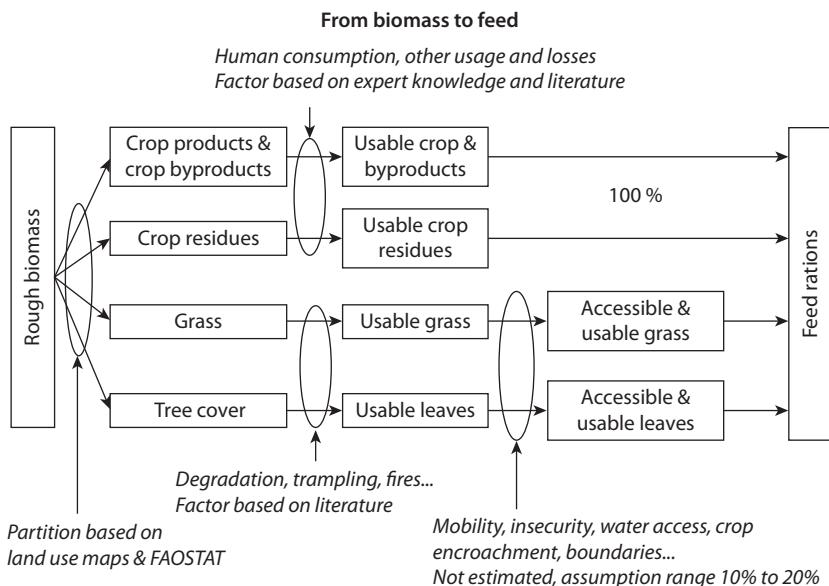 From biomass to feed
Human consumption, other usage and losses
Factor based on expert knowledge and literature
Rough biomass
Crop products &
crop byproducts
Usable crop &
byproducts
100 %
Crop residues
Usable crop
residues
Grass
Usable grass
Accessible &
usable grass
Tree cover
Usable leaves
Accessible &
usable leaves
Feed rations
Degradation, trampling, fires...
Factor based on literature
Partition based on
land use maps & FAOSTAT
Mobility, insecurity, water access, crop
encroachment, boundaries...
Not estimated, assumption range 10% to 20%